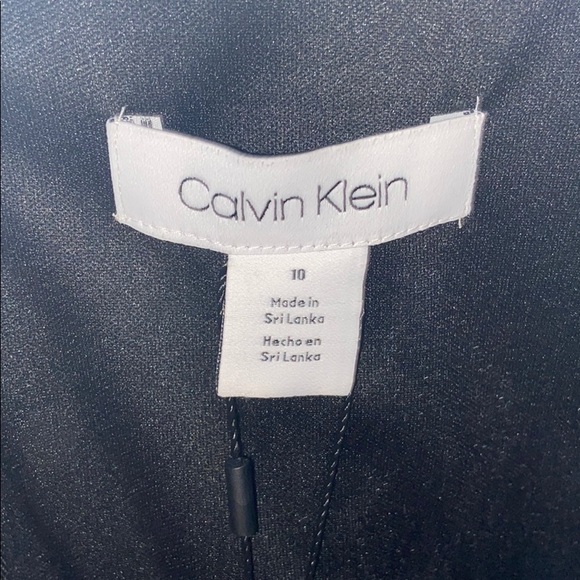 Calvin Klein
10
Made in
Sri Lanka
Hecho en
Sri Lanka